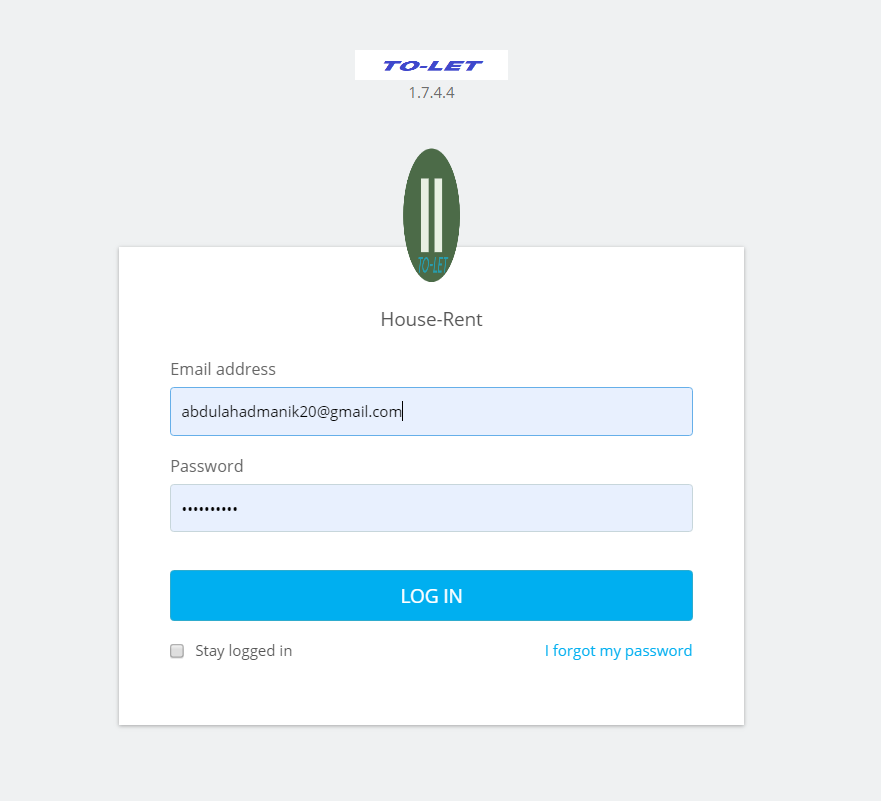 TO-LET
1.7.4.4
TO-LET
House-Rent
Email address
abdulahadmanik20@gmail.com
Password
••••••••••
LOG IN
Stay logged in
I forgot my password